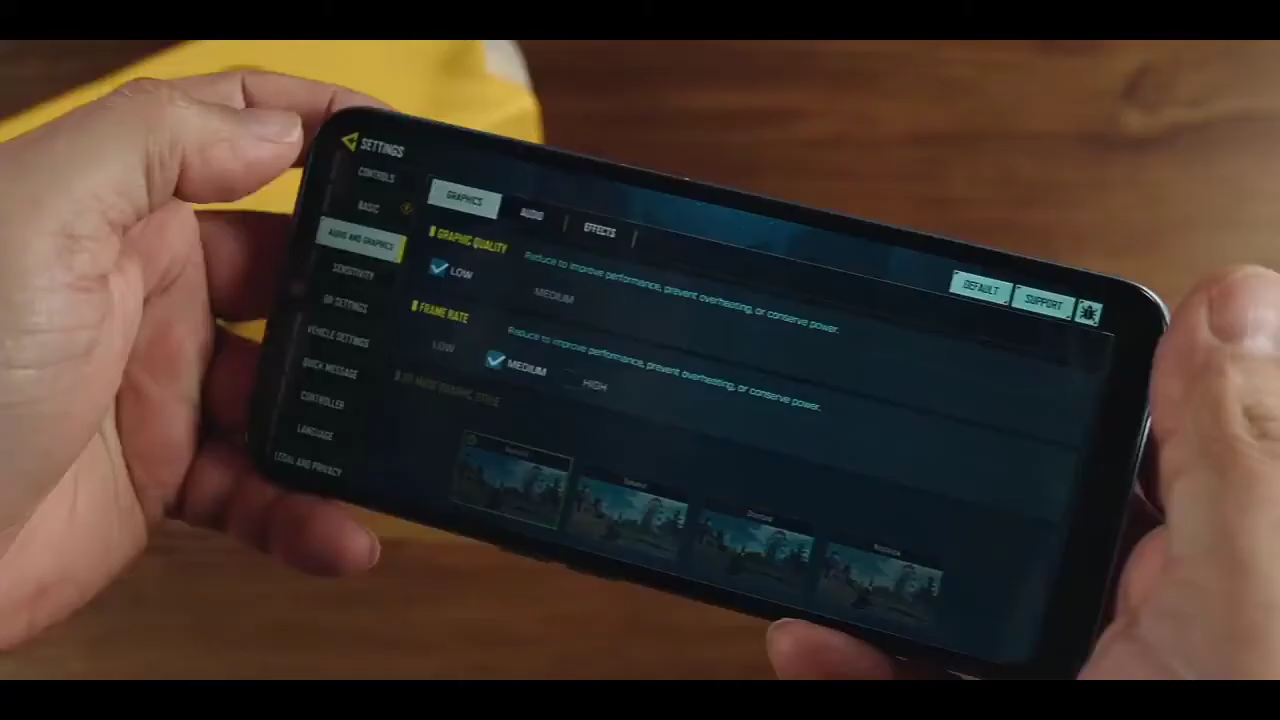 SETTINGS
CONTROLS
BASIC
AUDIO AND GRAPHICS
SENSITIVITY
BR SETTINGS
VEHICLE SETTINGS
QUICK MESSAGE
CONTROLLER
LANGUAGE
LEGAL AND PRIVACY
GRAPHICS
AUDIO
EFFECTS
DEFAULT
SUPPORT
GRAPHIC QUALITY
Reduce to improve performance, prevent overheating, or conserve power.
LOW
MEDIUM
FRAME RATE
Reduce to improve performance, prevent overheating, or conserve power.
LOW
MEDIUM
HIGH